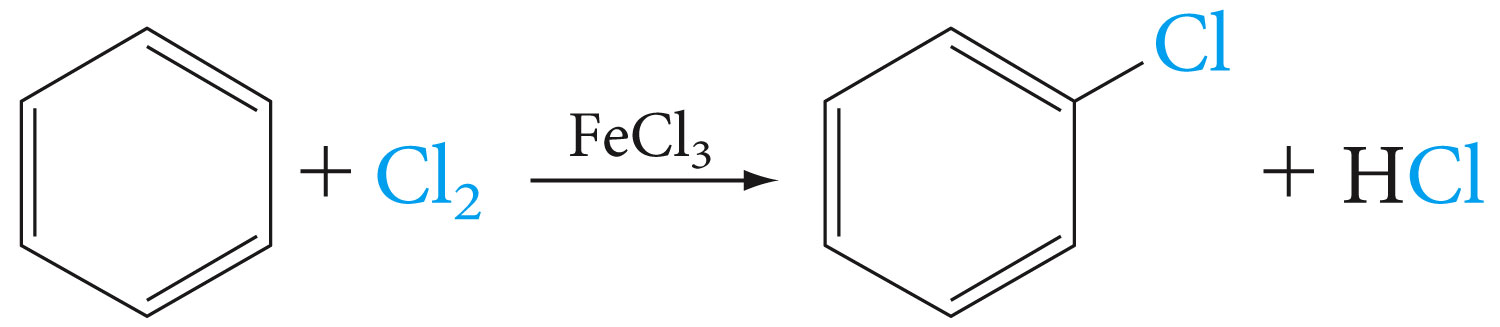 + Cl₂ FeCl₃ Cl + HCl